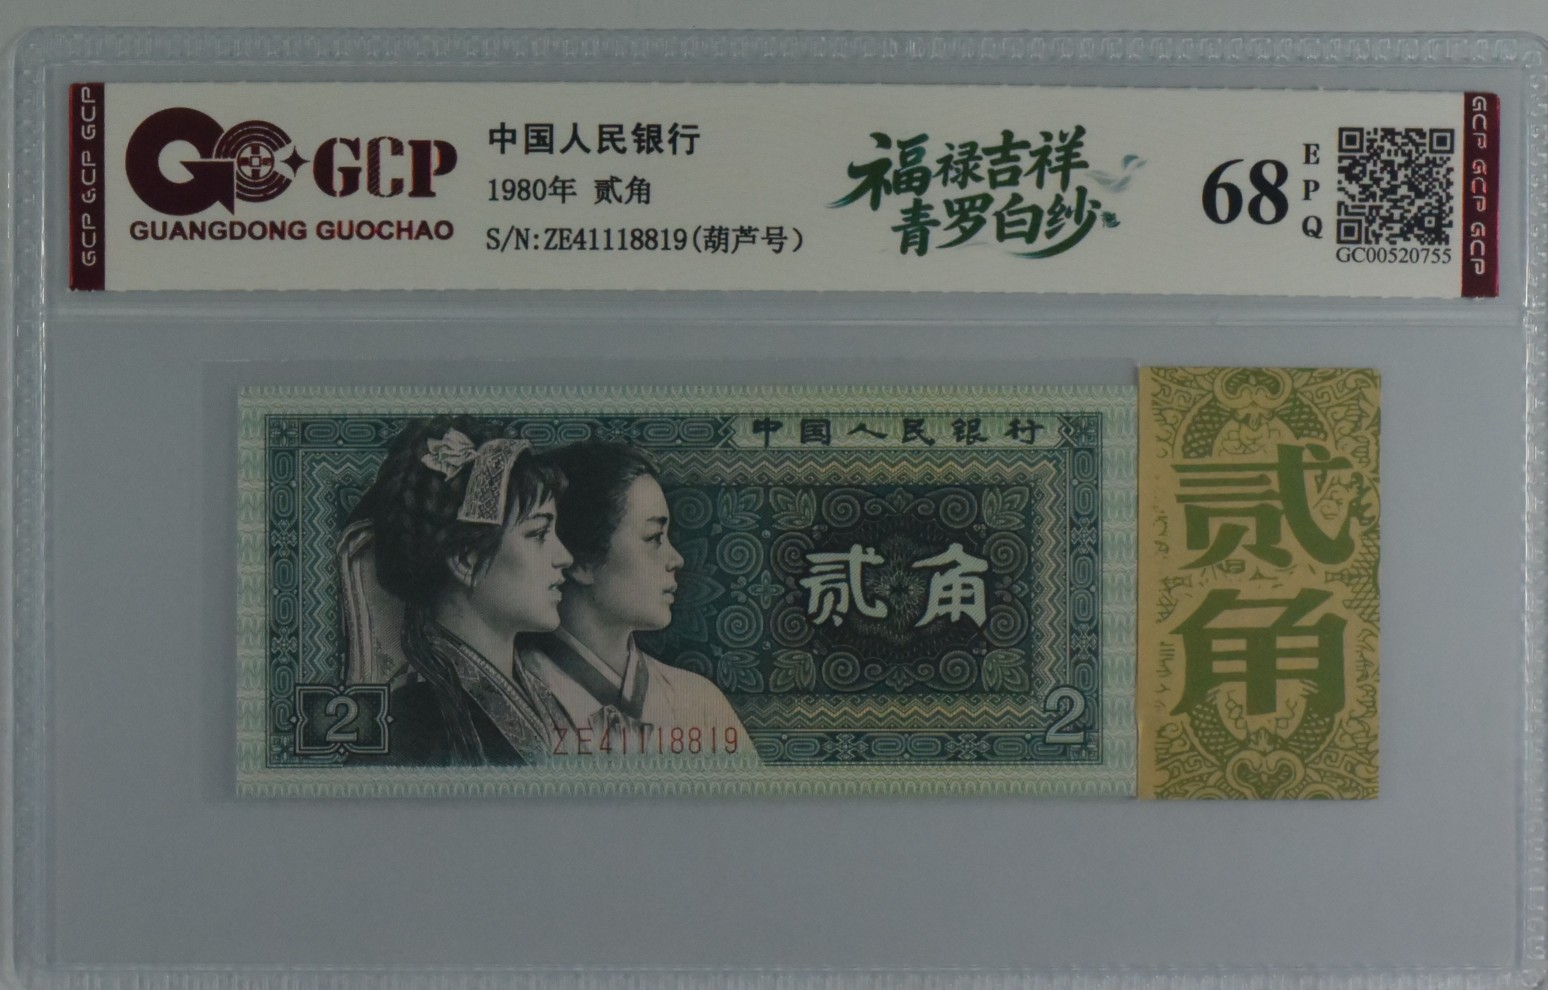 GCP GCP GCP
GCP
GUANGDONG GUOCHAO
中国人民银行
1980年 贰角
S/N:ZE41118819(葫芦号)
福禄吉祥
青罗白纱
68
E
P
Q
GC00520755
GCP GCP GCP
中国人民银行
贰角
2
ZE41118819
2
贰
角